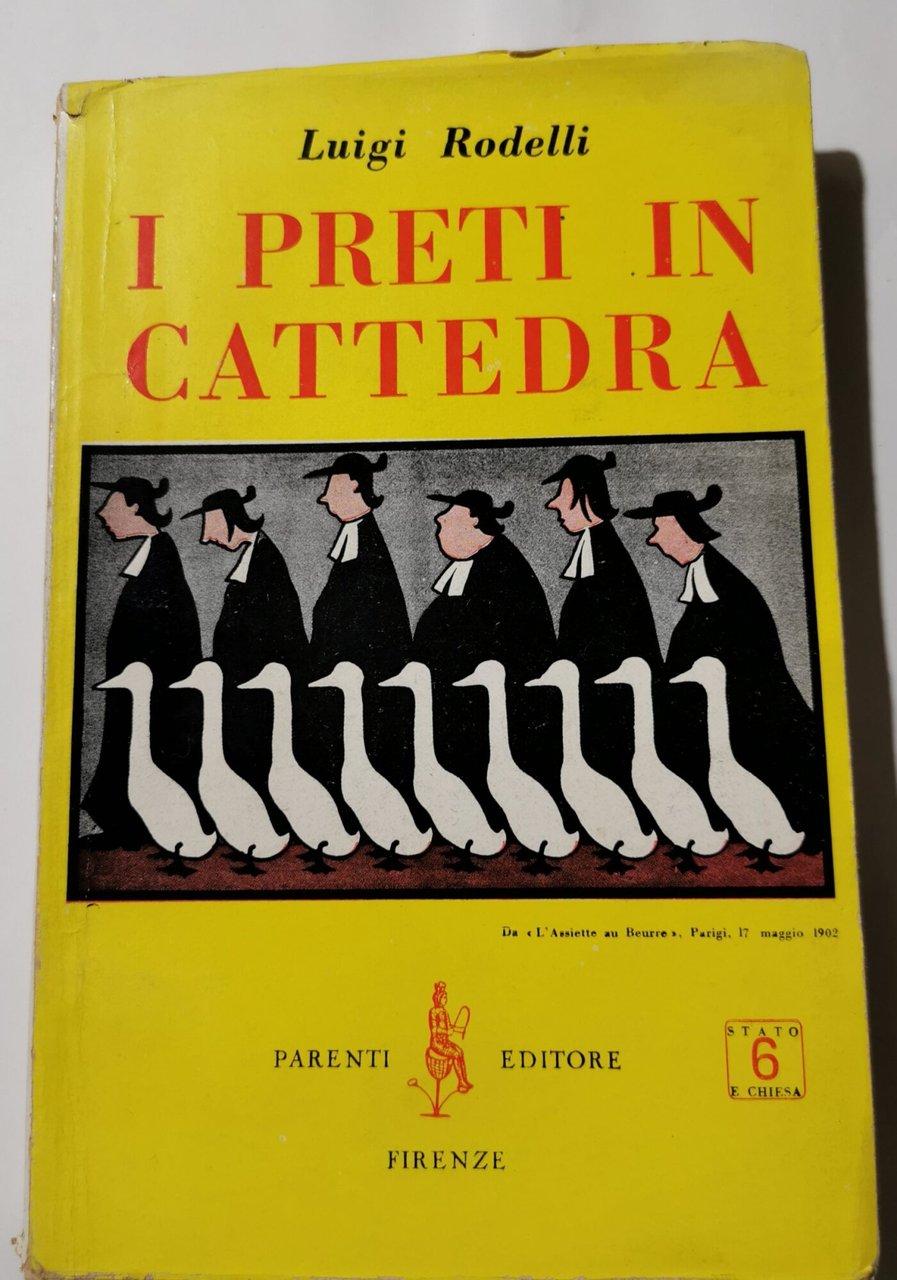 Luigi Rodelli
I PRETI IN
CATTEDRA
Da « L'Assiette au Beurre », Parigi, 17 maggio 1902
PARENTI EDITORE
FIRENZE
STATO
6
E CHIESA